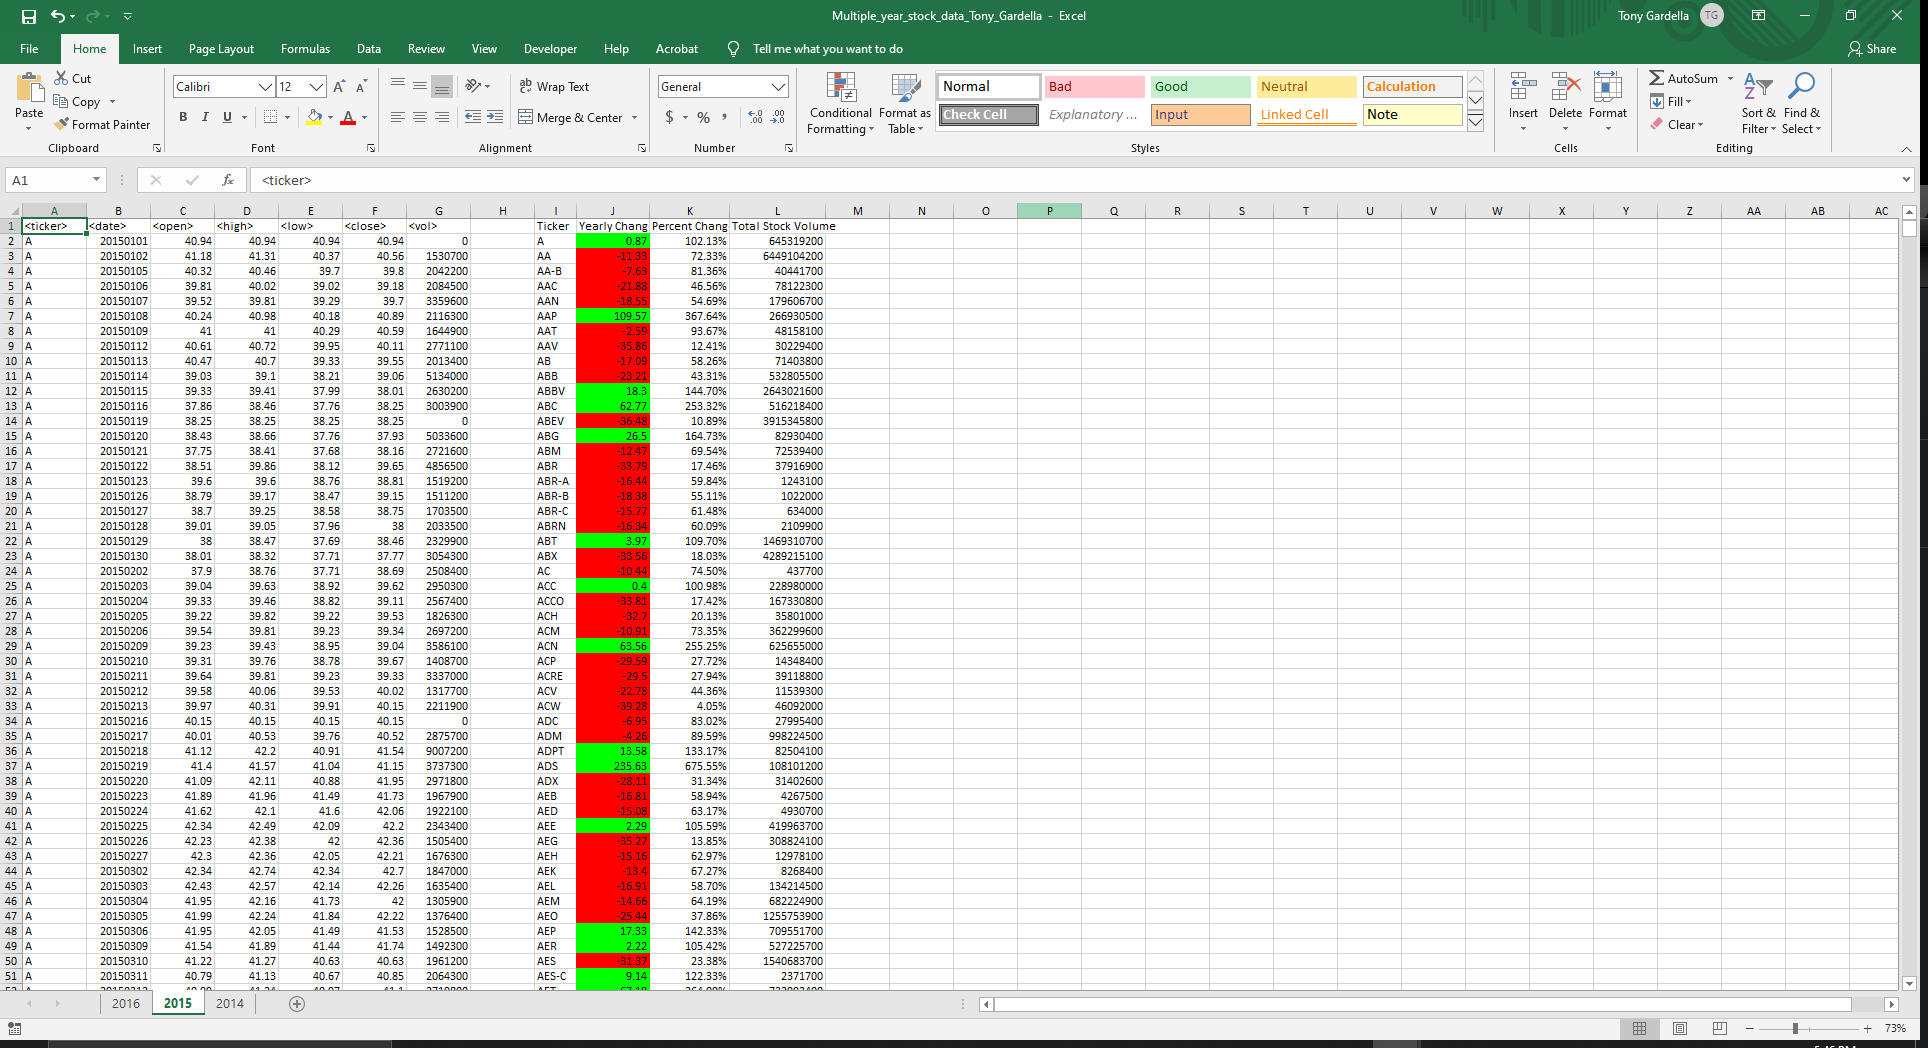 Multiple_year_stock_data_Tony_Gardella - Excel
Tony Gardella TG
File Home Insert Page Layout Formulas Data Review View Developer Help Acrobat Tell me what you want to do Share
Paste Cut Copy Format Painter Clipboard
Calibri 12 B I U A Font
Wrap Text Merge & Center Alignment
General $ % , Number
Conditional Formatting Format as Table
Normal Bad Good Neutral Calculation
Check Cell Explanatory ... Input Linked Cell Note
Styles
Insert Delete Format Cells
AutoSum Fill Clear Sort & Filter Find & Select Editing
A1 fx <ticker>
A B C D E F G H I J K L M N O P Q R S T U V W X Y Z AA AB AC
1 <ticker> <date> <open> <high> <low> <close> <vol> Ticker Yearly Chang Percent Chang Total Stock Volume
2 A 20150101 40.94 40.94 40.94 40.94 0 A 0.87 102.13% 645319200
3 A 20150102 41.18 41.31 40.37 40.56 1530700 AA -11.33 72.33% 6449104200
4 A 20150105 40.32 40.46 39.7 39.8 2042200 AA-B -7.63 81.36% 40441700
5 A 20150106 39.81 40.02 39.02 39.18 2084500 AAC -21.88 46.56% 78122300
6 A 20150107 39.52 39.81 39.29 39.7 3359600 AAN -18.55 54.69% 179606700
7 A 20150108 40.24 40.98 40.18 40.89 2116300 AAP 109.57 367.64% 266930500
8 A 20150109 41 41 40.29 40.59 1644900 AAT -2.59 93.67% 48158100
9 A 20150112 40.61 40.72 39.95 40.11 2771100 AAV -35.86 12.41% 30229400
10 A 20150113 40.47 40.7 39.33 39.55 2013400 AB -17.09 58.26% 71403800
11 A 20150114 39.03 39.1 38.21 39.06 5134000 ABB -23.21 43.31% 532805500
12 A 20150115 39.33 39.41 37.99 38.01 2630200 ABBV 18.3 144.70% 2643021600
13 A 20150116 37.86 38.46 37.76 38.25 3003900 ABC 62.77 253.32% 516218400
14 A 20150119 38.25 38.25 38.25 38.25 0 ABEV -36.48 10.89% 3915345800
15 A 20150120 38.43 38.66 37.76 37.93 5033600 ABG 26.5 164.73% 82930400
16 A 20150121 37.75 38.41 37.68 38.16 2721600 ABM -12.47 69.54% 72539400
17 A 20150122 38.51 39.86 38.12 39.65 4856500 ABR -33.79 17.46% 37916900
18 A 20150123 39.6 39.6 38.76 38.81 1519200 ABR-A -16.44 59.84% 1243100
19 A 20150126 38.79 39.17 38.47 39.15 1511200 ABR-B -18.38 55.11% 1022000
20 A 20150127 38.7 39.25 38.58 38.75 1703500 ABR-C -15.77 61.48% 634000
21 A 20150128 39.01 39.05 37.96 38 2033500 ABRN -16.34 60.09% 2109900
22 A 20150129 38 38.47 37.69 38.46 2329900 ABT 3.97 109.70% 1469310700
23 A 20150130 38.01 38.32 37.71 37.77 3054300 ABX -33.56 18.03% 4289215100
24 A 20150202 37.9 38.76 37.71 38.69 2508400 AC -10.44 74.50% 437700
25 A 20150203 39.04 39.63 38.92 39.62 2950300 ACC 0.4 100.98% 228980000
26 A 20150204 39.33 39.46 38.82 39.11 2567400 ACCO -33.81 17.42% 167330800
27 A 20150205 39.22 39.82 39.22 39.53 1826300 ACH -32.7 20.13% 35801000
28 A 20150206 39.54 39.81 39.23 39.34 2697200 ACM -10.91 73.35% 362299600
29 A 20150209 39.23 39.43 38.95 39.04 3586100 ACN 63.56 255.25% 625655000
30 A 20150210 39.31 39.76 38.78 39.67 1408700 ACP -29.59 27.72% 14348400
31 A 20150211 39.64 39.81 39.23 39.33 3337000 ACRE -29.5 27.94% 39118800
32 A 20150212 39.58 40.06 39.53 40.02 1317700 ACV -22.78 44.36% 11539300
33 A 20150213 39.97 40.31 39.91 40.15 2211900 ACW -39.28 4.05% 46092000
34 A 20150216 40.15 40.15 40.15 40.15 0 ADC -6.95 83.02% 27995400
35 A 20150217 40.01 40.53 39.76 40.52 2875700 ADM -4.26 89.59% 998224500
36 A 20150218 41.12 42.2 40.91 41.54 9007200 ADPT 13.58 133.17% 82504100
37 A 20150219 41.4 41.57 41.04 41.15 3737300 ADS 235.63 675.55% 108101200
38 A 20150220 41.09 42.11 40.88 41.95 2971800 ADX -28.11 31.34% 31402600
39 A 20150223 41.89 41.96 41.49 41.73 1967900 AEB -16.81 58.94% 4267500
40 A 20150224 41.62 42.1 41.6 42.06 1922100 AED -15.08 63.17% 4930700
41 A 20150225 42.34 42.49 42.09 42.2 2343400 AEE 2.29 105.59% 419963700
42 A 20150226 42.23 42.38 42 42.36 1505400 AEG -35.27 13.85% 308824100
43 A 20150227 42.3 42.36 42.05 42.21 1676300 AEH -15.16 62.97% 12978100
44 A 20150302 42.34 42.74 42.34 42.7 1847000 AEK -13.4 67.27% 8268400
45 A 20150303 42.43 42.57 42.14 42.26 1635400 AEL -16.91 58.70% 134214500
46 A 20150304 41.95 42.16 41.73 42 1305900 AEM -14.66 64.19% 682224900
47 A 20150305 41.99 42.24 41.84 42.22 1376400 AEO -25.44 37.86% 1255753900
48 A 20150306 41.95 42.05 41.49 41.53 1528500 AEP 17.33 142.33% 709551700
49 A 20150309 41.54 41.89 41.44 41.74 1492300 AER 2.22 105.42% 527225700
50 A 20150310 41.22 41.27 40.63 40.63 1961200 AES -31.37 23.38% 1540683700
51 A 20150311 40.79 41.13 40.67 40.85 2064300 AES-C 9.14 122.33% 2371700
2016 2015 2014
73%